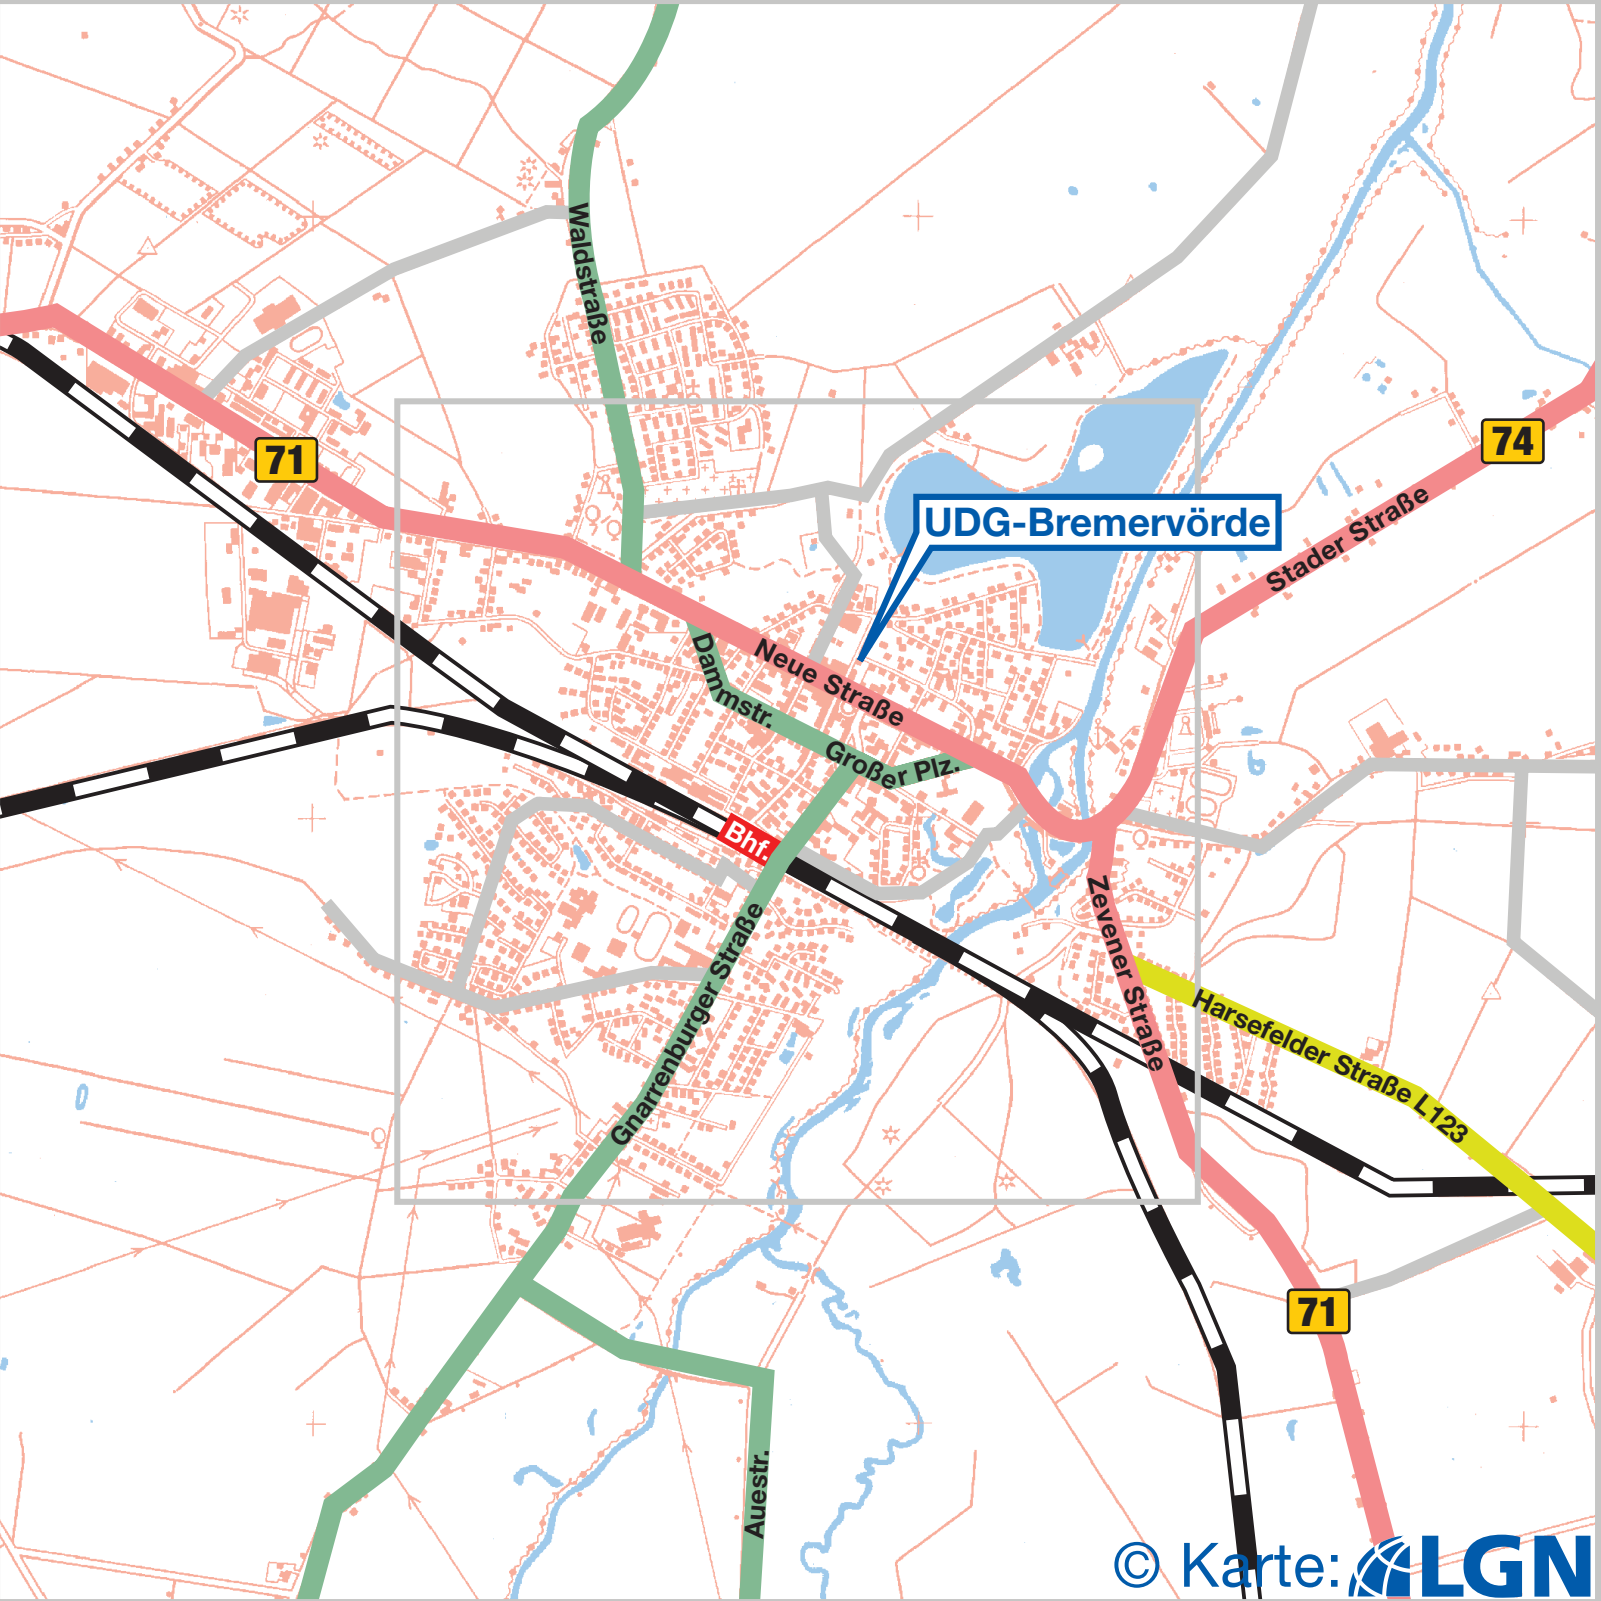 Waldstraße
71
74
UDG-Bremervörde
Stader Straße
Dammstr.
Neue Straße
Großer Plz.
Bhf.
Zevener Straße
Gnarrenburger Straße
Harsefelder Straße L123
71
Auestr.
© Karte: LGN